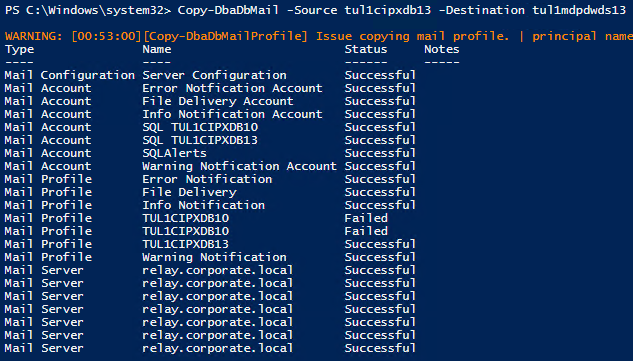 PS C:\Windows\system32> Copy-DbaDbMail -Source tul1cipxdb13 -Destination tul1mdpdwds13
WARNING: [00:53:00][Copy-DbaDbMailProfile] Issue copying mail profile. | principal name
Type Name Status Notes
---- ---- ------ -----
Mail Configuration Server Configuration Successful
Mail Account Error Notification Account Successful
Mail Account File Delivery Account Successful
Mail Account Info Notification Account Successful
Mail Account SQL TUL1CIPXDB10 Successful
Mail Account SQL TUL1CIPXDB13 Successful
Mail Account SQLAlerts Successful
Mail Account Warning Notfication Account Successful
Mail Profile Error Notification Successful
Mail Profile File Delivery Successful
Mail Profile Info Notification Successful
Mail Profile TUL1CIPXDB10 Failed
Mail Profile TUL1CIPXDB10 Failed
Mail Profile TUL1CIPXDB13 Successful
Mail Profile Warning Notification Successful
Mail Server relay.corporate.local Successful
Mail Server relay.corporate.local Successful
Mail Server relay.corporate.local Successful
Mail Server relay.corporate.local Successful
Mail Server relay.corporate.local Successful
Mail Server relay.corporate.local Successful
Mail Server relay.corporate.local Successful